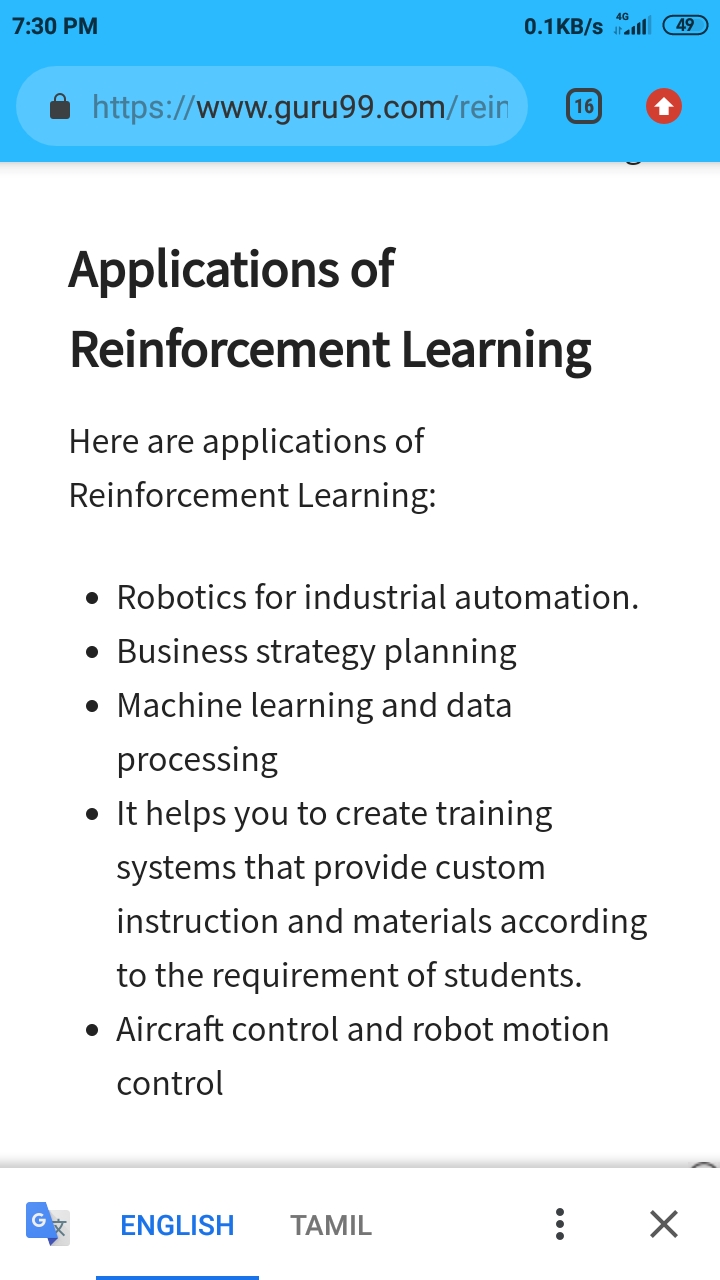 7:30 PM 0.1KB/s 4G 49
https://www.guru99.com/rein 16
Applications of
Reinforcement Learning
Here are applications of
Reinforcement Learning:
• Robotics for industrial automation.
• Business strategy planning
• Machine learning and data
processing
• It helps you to create training
systems that provide custom
instruction and materials according
to the requirement of students.
• Aircraft control and robot motion
control
G 文 ENGLISH TAMIL